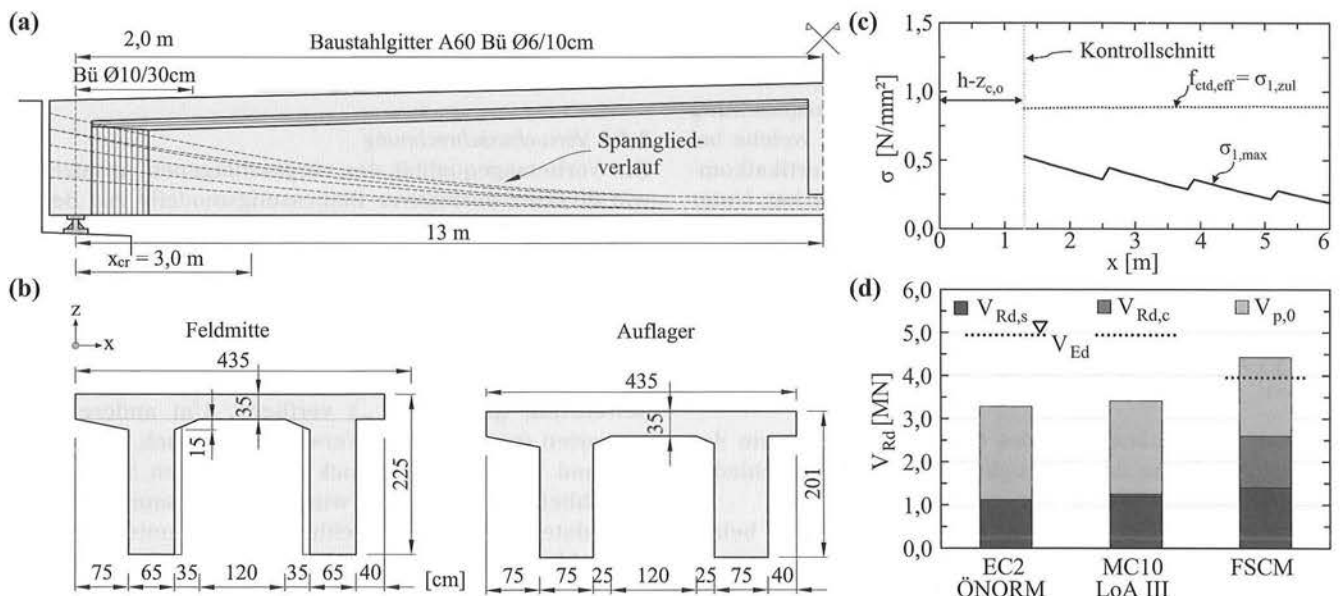 (a)
2,0 m
Baustahlgitter A60 Bü Ø6/10cm
Bü Ø10/30cm
Spannglied-
verlauf
13 m
x_cr = 3,0 m
(b)
z
x
Feldmitte
435
35
15
225
75 65 35 120 35 65 40
[cm]
Auflager
435
35
201
75 75 25 120 25 75 40
(c)
σ [N/mm²]
1,5
1,0
0,5
0,0
Kontrollschnitt
h-z_c,o
f_ctd,eff = σ_1,zul
σ_1,max
0 1 2 3 4 5 6
x [m]
(d)
V_Rd [MN]
6,0
5,0
4,0
3,0
2,0
1,0
0,0
V_Rd,s V_Rd,c V_p,0
V_Ed
EC2 MC10 FSCM
ÖNORM LoA III